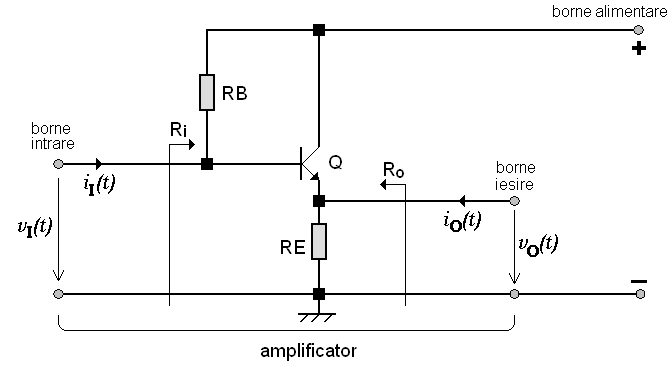 borne alimentare
+
RB
borne
intrare
Ri
Q
iI(t)
Ro
borne
iesire
vI(t)
iO(t)
vO(t)
RE
−
amplificator